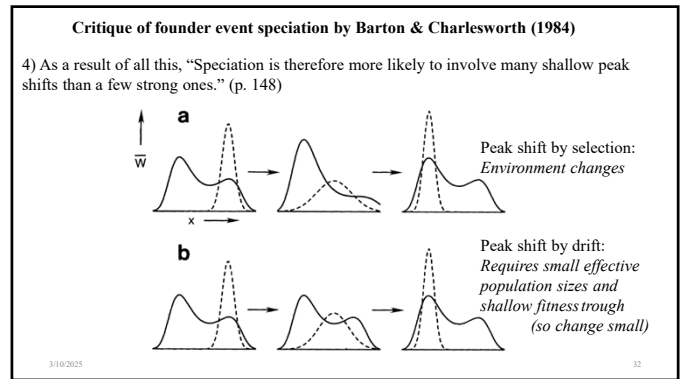 Critique of founder event speciation by Barton & Charlesworth (1984)
4) As a result of all this, “Speciation is therefore more likely to involve many shallow peak
shifts than a few strong ones.” (p. 148)
a
W̅
x
Peak shift by selection:
Environment changes
b
Peak shift by drift:
Requires small effective
population sizes and
shallow fitness trough
(so change small)
3/10/2025
32